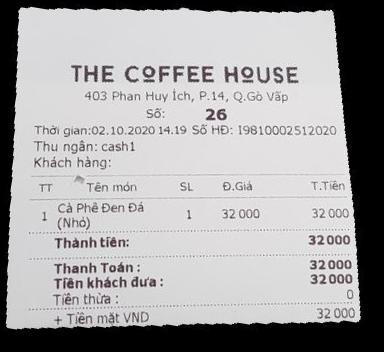 THE COFFEE HOUSE
403 Phan Huy Ích, P.14, Q.Gò Vấp
Số: 26
Thời gian:02.10.2020 14.19 Số HĐ: 19810002512020
Thu ngân: cash1
Khách hàng:
TT Tên món SL Đ.Giá T.Tiền
1 Cà Phê Đen Đá 1 32 000 32 000
(Nhỏ)
Thành tiền: 32 000
Thanh Toán : 32 000
Tiền khách đưa : 32 000
Tiền thừa : 0
+ Tiền mặt VND 32 000